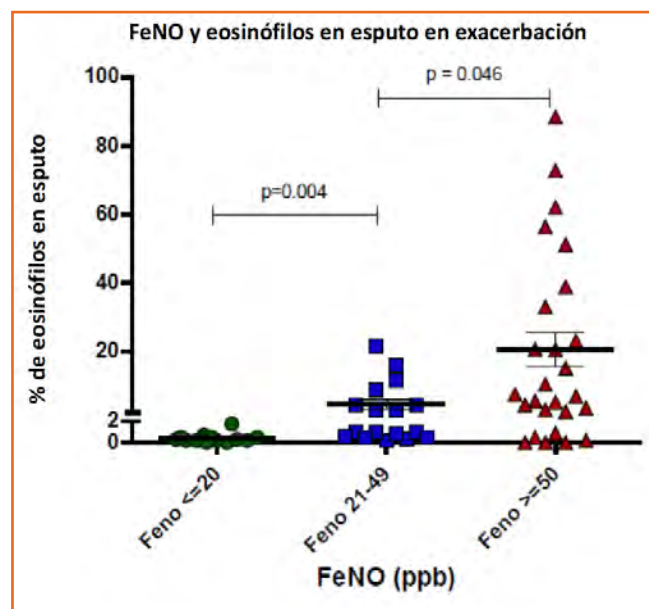 FeNO y eosinófilos en esputo en exacerbación
% de eosinófilos en esputo
100
80
60
40
20
2
0
p = 0.046
p=0.004
Feno <=20
Feno 21-49
Feno >=50
FeNO (ppb)